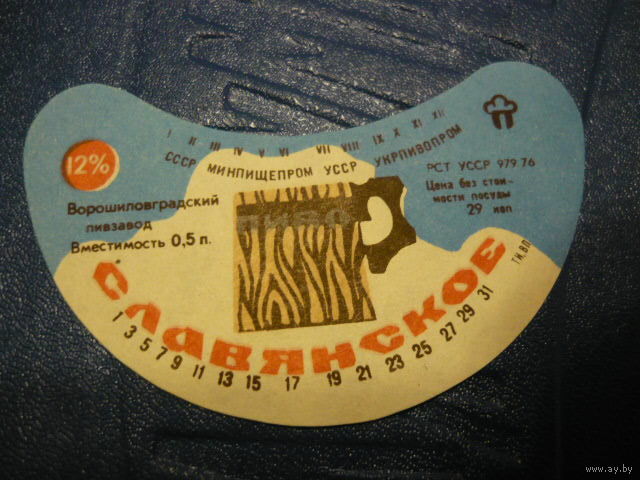 I II III IV V VI VII VIII IX X XI XII
СССР МИНПИЩЕПРОМ УССР УКРПИВОПРОМ
12%
Ворошиловградский
пивзавод
Вместимость 0,5 л.
РСТ УССР 979 76
Цена без стои-
мости посуды
29 коп
ПИВО
СЛАВЯНСКОЕ
1 3 5 7 9 11 13 15 17 19 21 23 25 27 29 31
www.ay.by